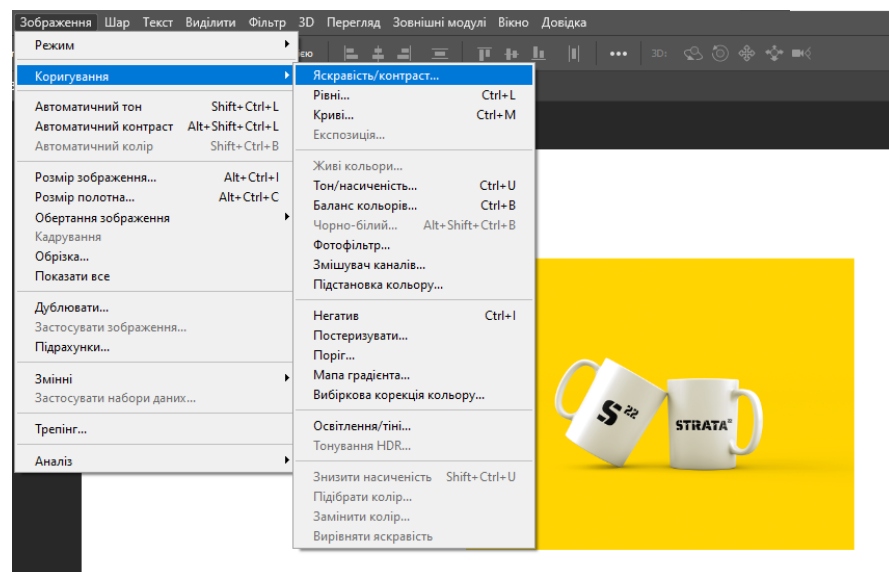 Зображення Шар Текст Виділити Фільтр 3D Перегляд Зовнішні модулі Вікно Довідка
Режим
3D:
Коригування
Автоматичний тон Shift+Ctrl+L
Автоматичний контраст Alt+Shift+Ctrl+L
Автоматичний колір Shift+Ctrl+B
Розмір зображення... Alt+Ctrl+I
Розмір полотна... Alt+Ctrl+C
Обертання зображення
Кадрування
Обрізка...
Показати все
Дублювати...
Застосувати зображення...
Підрахунки...
Змінні
Застосувати набори даних...
Трепінг...
Аналіз
Яскравість/контраст...
Рівні... Ctrl+L
Криві... Ctrl+M
Експозиція...
Живі кольори...
Тон/насиченість... Ctrl+U
Баланс кольорів... Ctrl+B
Чорно-білий... Alt+Shift+Ctrl+B
Фотофільтр...
Змішувач каналів...
Підстановка кольору...
Негатив Ctrl+I
Постеризувати...
Поріг...
Мапа градієнта...
Вибіркова корекція кольору...
Освітлення/тіні...
Тонування HDR...
Знизити насиченість Shift+Ctrl+U
Підібрати колір...
Замінити колір...
Вирівняти яскравість
S 22
STRATA